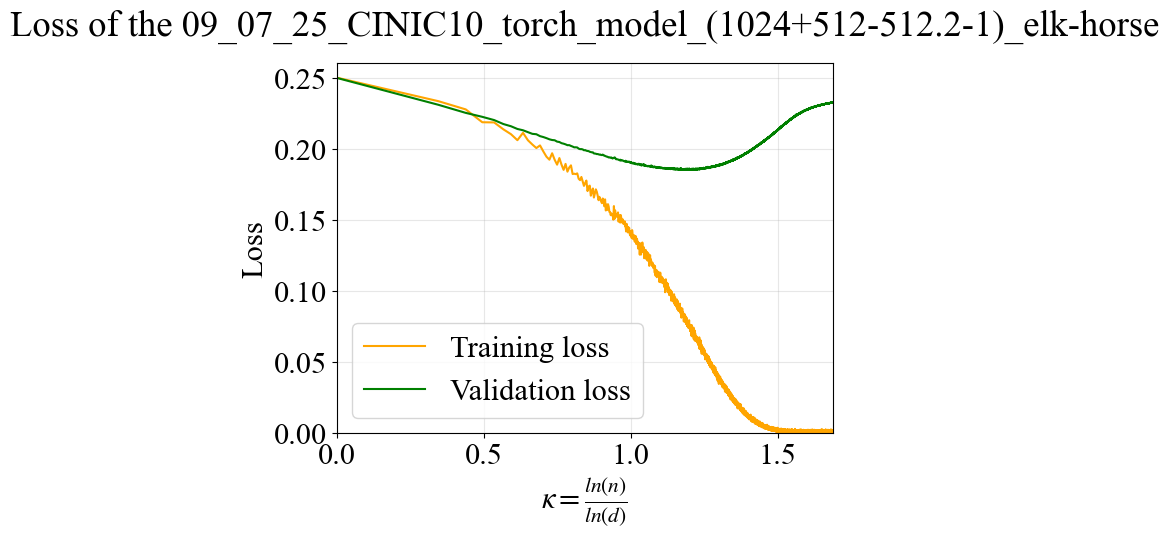 Loss of the 09_07_25_CINIC10_torch_model_(1024+512-512.2-1)_elk-horse
0.25
0.20
0.15
0.10
0.05
0.00
Loss
Training loss
Validation loss
0.0 0.5 1.0 1.5
κ = ln(n)/ln(d)